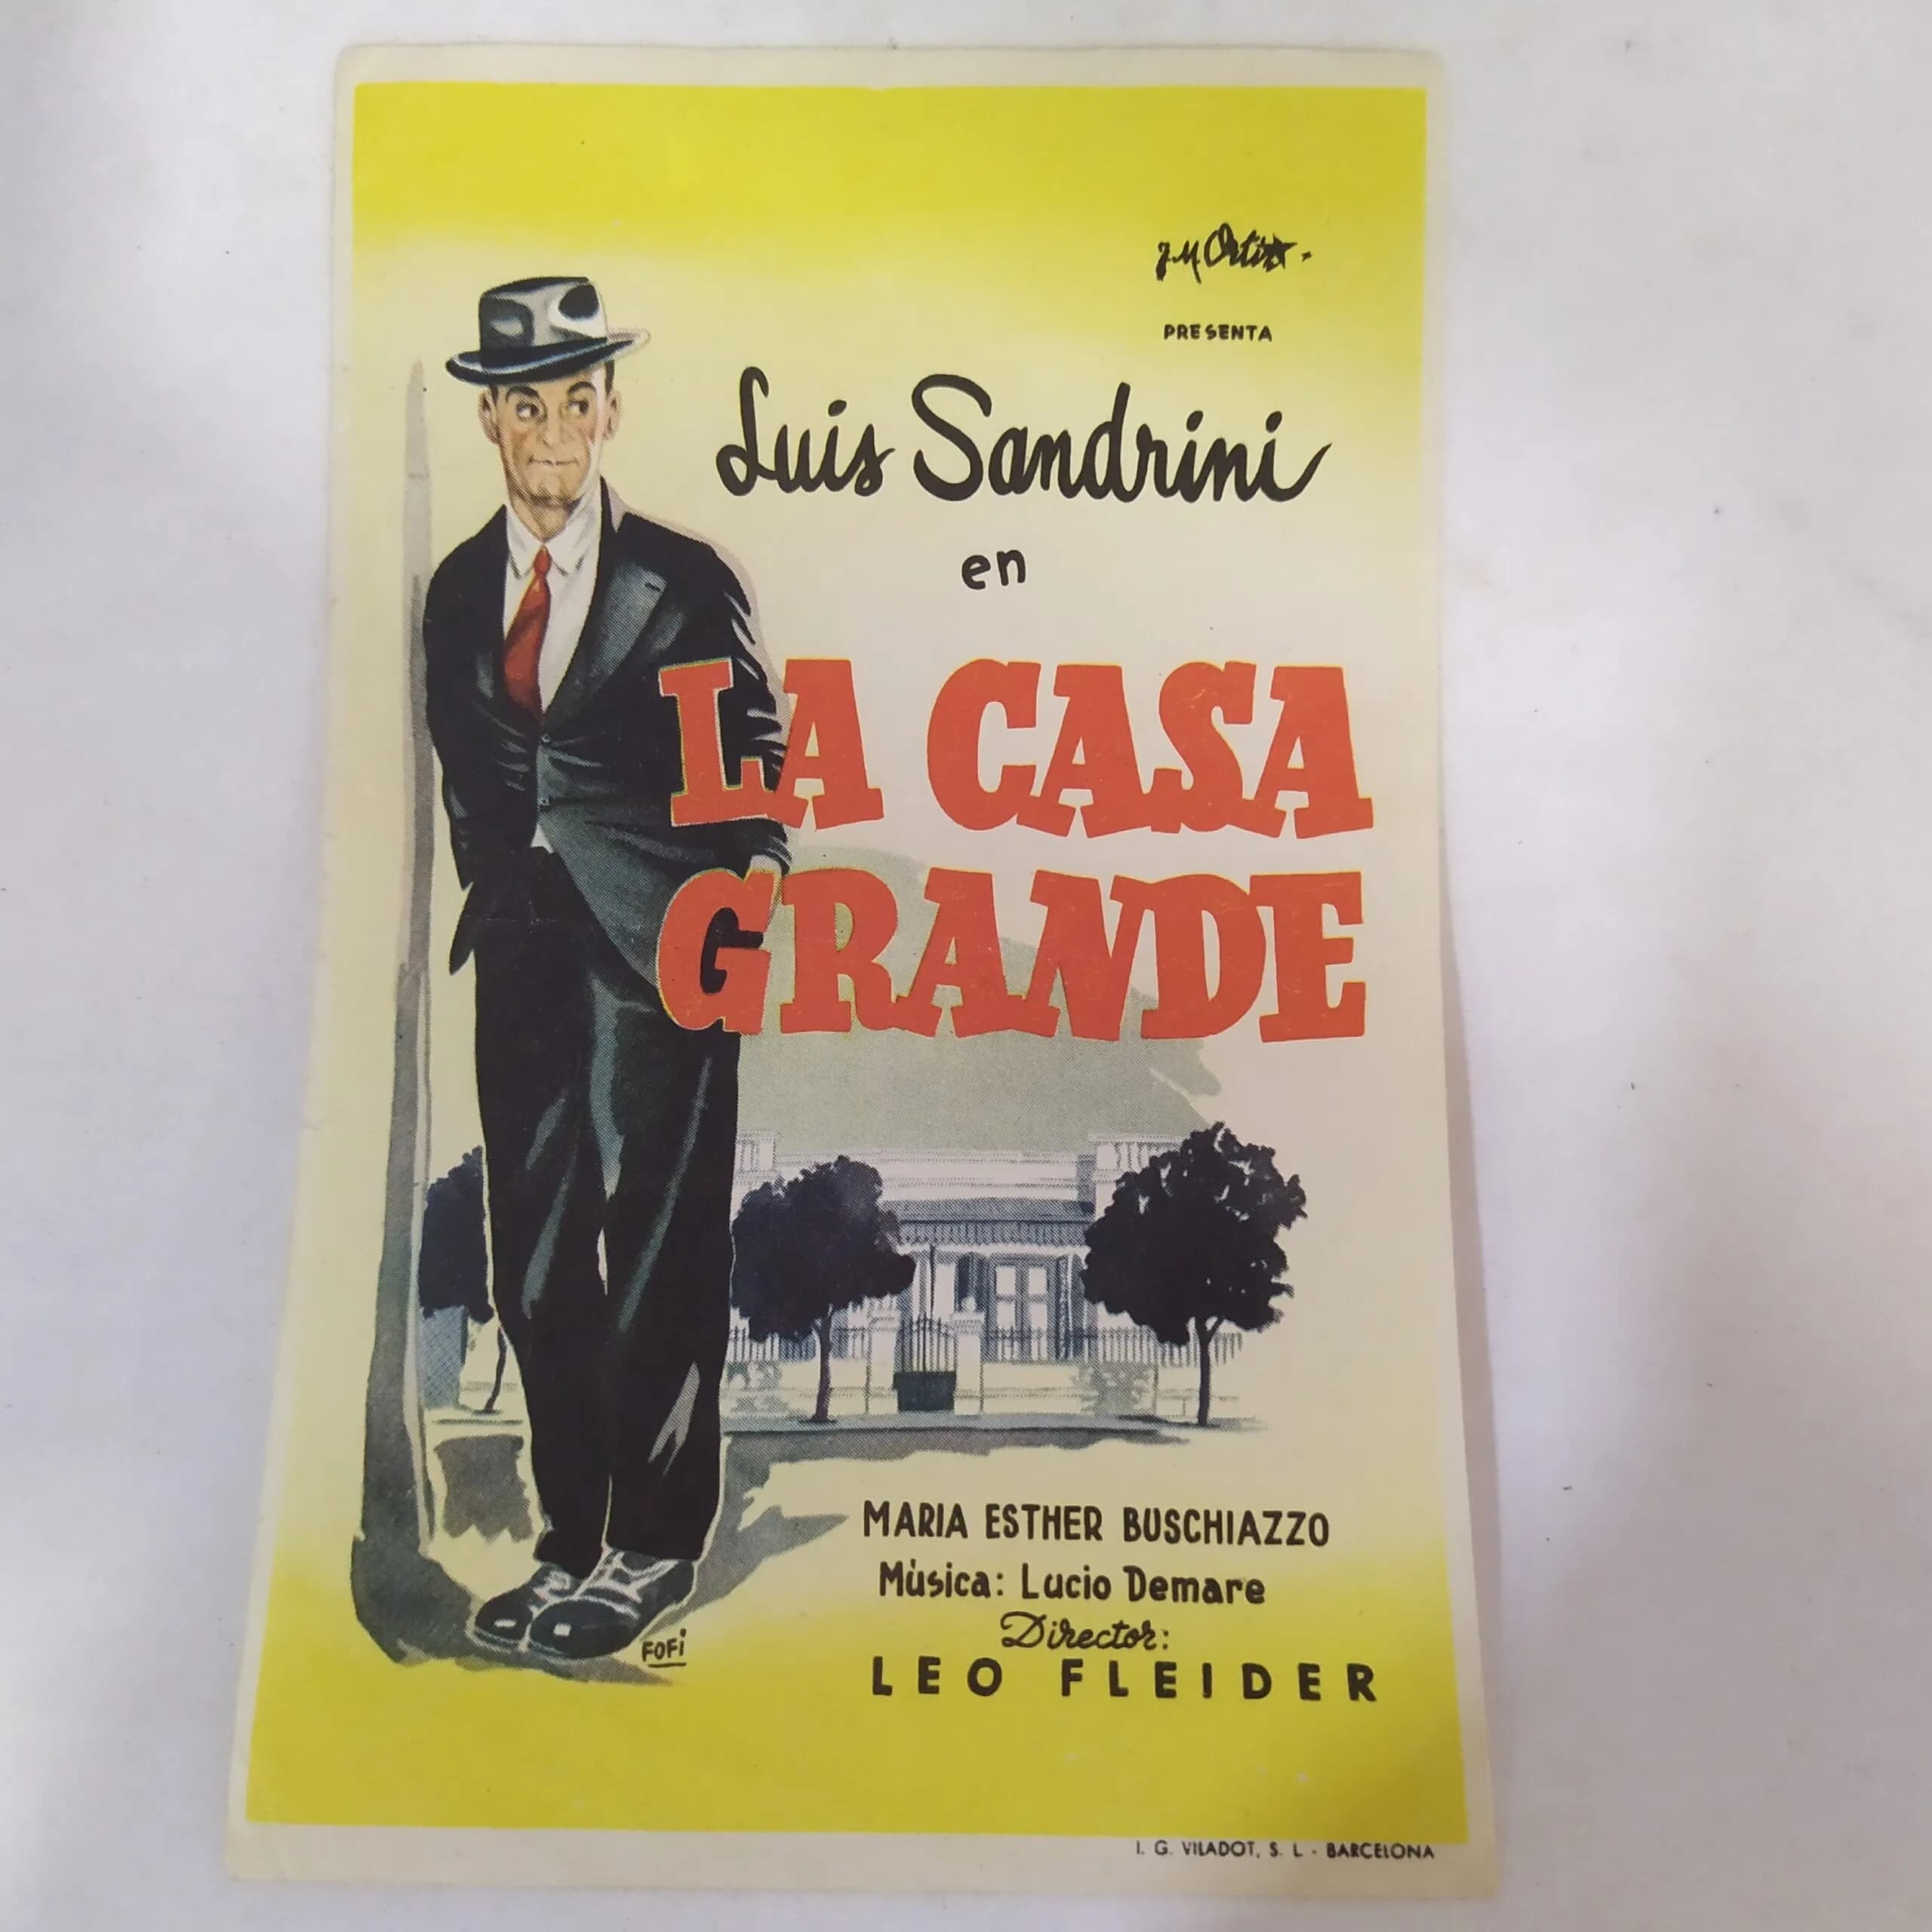 J M Ortiz
PRESENTA
Luis Sandrini
en
LA CASA
GRANDE
MARIA ESTHER BUSCHIAZZO
Mùsica: Lucio Demare
Director:
LEO FLEIDER
FOFi
I. G. VILADOT, S. L - BARCELONA